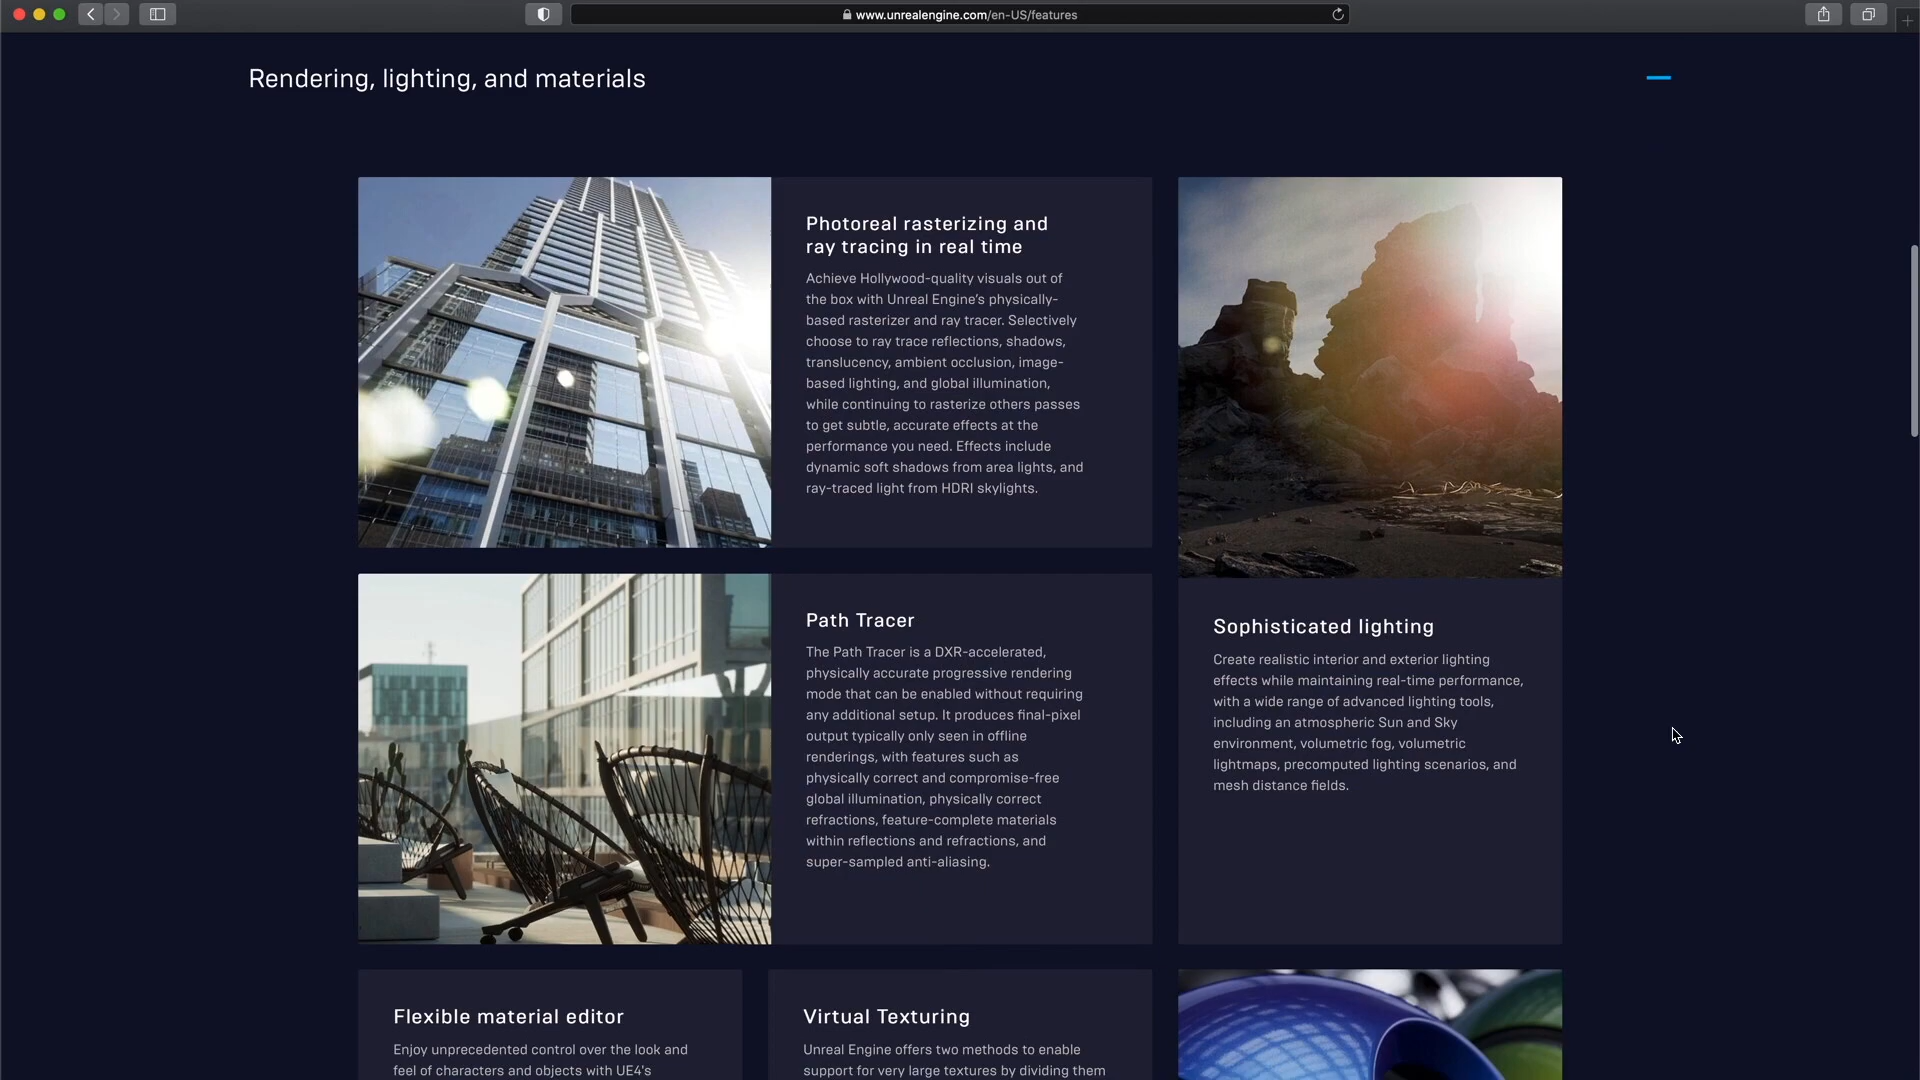 www.unrealengine.com/en-US/features
Rendering, lighting, and materials
Photoreal rasterizing and
ray tracing in real time
Achieve Hollywood-quality visuals out of
the box with Unreal Engine’s physically-
based rasterizer and ray tracer. Selectively
choose to ray trace reflections, shadows,
translucency, ambient occlusion, image-
based lighting, and global illumination,
while continuing to rasterize others passes
to get subtle, accurate effects at the
performance you need. Effects include
dynamic soft shadows from area lights, and
ray-traced light from HDRI skylights.
Path Tracer
The Path Tracer is a DXR-accelerated,
physically accurate progressive rendering
mode that can be enabled without requiring
any additional setup. It produces final-pixel
output typically only seen in offline
renderings, with features such as
physically correct and compromise-free
global illumination, physically correct
refractions, feature-complete materials
within reflections and refractions, and
super-sampled anti-aliasing.
Sophisticated lighting
Create realistic interior and exterior lighting
effects while maintaining real-time performance,
with a wide range of advanced lighting tools,
including an atmospheric Sun and Sky
environment, volumetric fog, volumetric
lightmaps, precomputed lighting scenarios, and
mesh distance fields.
Flexible material editor
Enjoy unprecedented control over the look and
feel of characters and objects with UE4's
Virtual Texturing
Unreal Engine offers two methods to enable
support for very large textures by dividing them